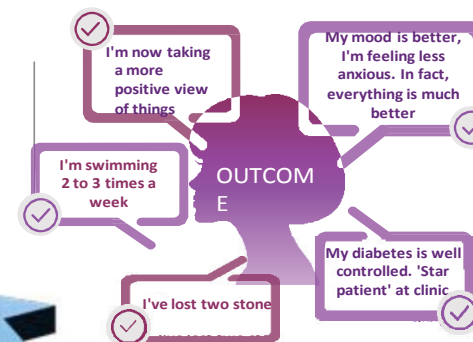 I'm now taking
a more
positive view
of things
My mood is better,
I'm feeling less
anxious. In fact,
everything is much
better
I'm swimming
2 to 3 times a
week
OUTCOM
E
My diabetes is well
controlled. 'Star
patient' at clinic
I've lost two stone